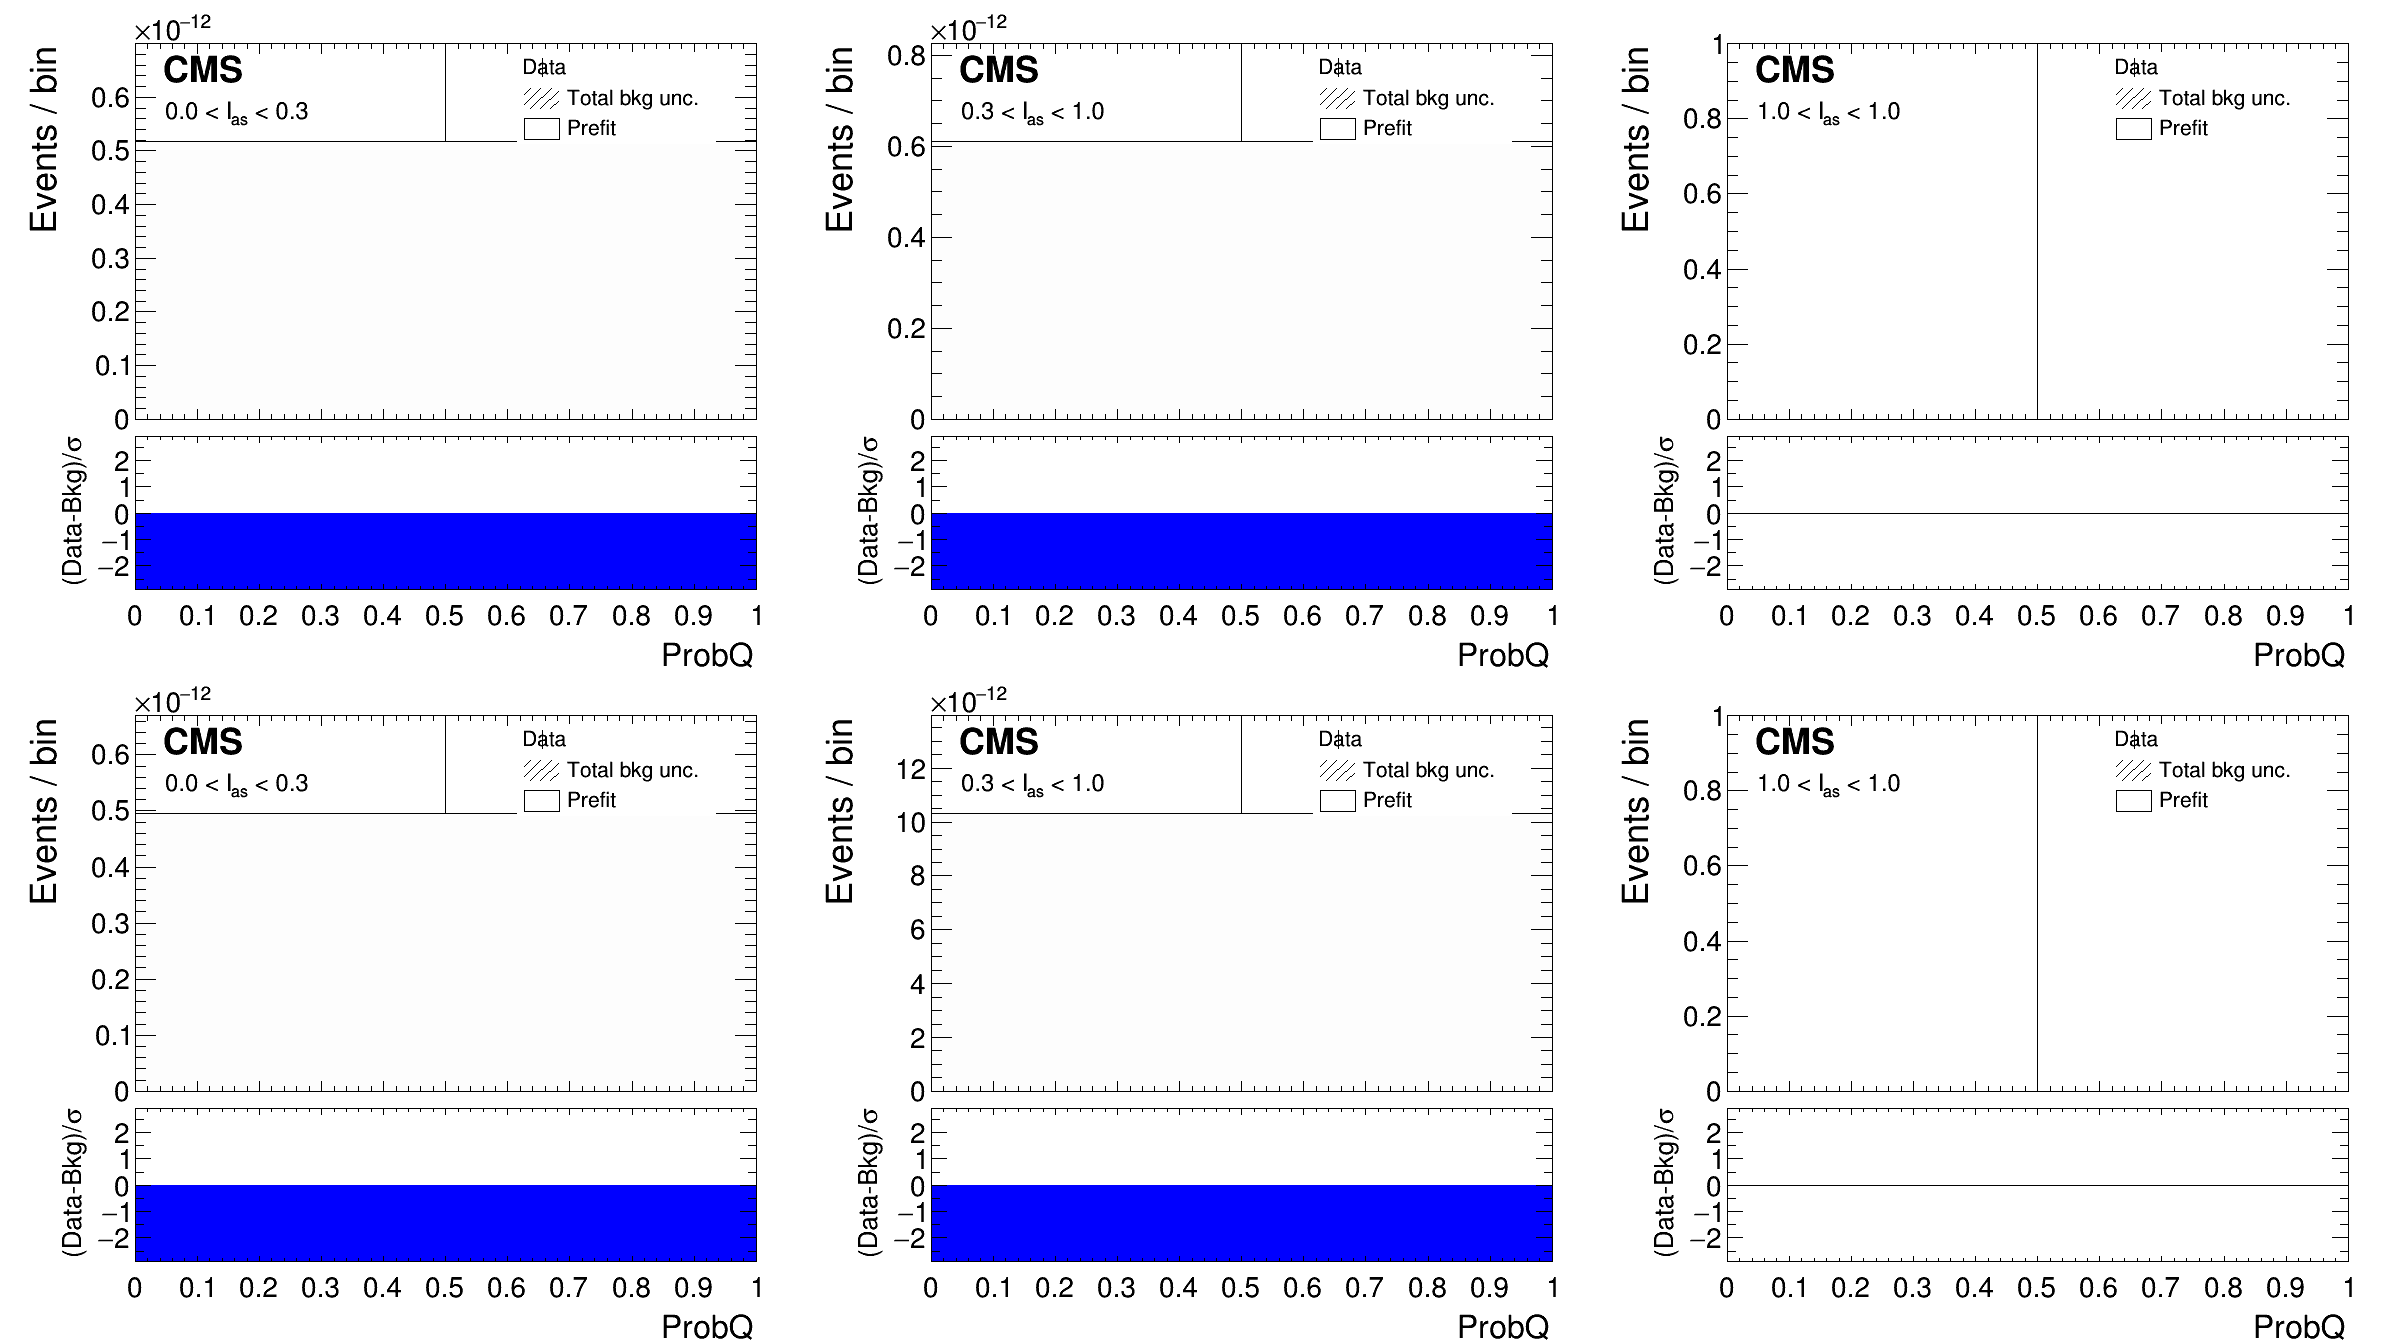 ×10⁻¹²
CMS
0.0 < Ias < 0.3
Data
Total bkg unc.
Prefit
Events / bin
0.6
0.5
0.4
0.3
0.2
0.1
0
(Data-Bkg)/σ
2
1
0
−1
−2
0 0.1 0.2 0.3 0.4 0.5 0.6 0.7 0.8 0.9 1
ProbQ
×10⁻¹²
CMS
0.3 < Ias < 1.0
Data
Total bkg unc.
Prefit
Events / bin
0.8
0.6
0.4
0.2
0
(Data-Bkg)/σ
2
1
0
−1
−2
0 0.1 0.2 0.3 0.4 0.5 0.6 0.7 0.8 0.9 1
ProbQ
CMS
1.0 < Ias < 1.0
Data
Total bkg unc.
Prefit
Events / bin
1
0.8
0.6
0.4
0.2
0
(Data-Bkg)/σ
2
1
0
−1
−2
0 0.1 0.2 0.3 0.4 0.5 0.6 0.7 0.8 0.9 1
ProbQ
×10⁻¹²
CMS
0.0 < Ias < 0.3
Data
Total bkg unc.
Prefit
Events / bin
0.6
0.5
0.4
0.3
0.2
0.1
0
(Data-Bkg)/σ
2
1
0
−1
−2
0 0.1 0.2 0.3 0.4 0.5 0.6 0.7 0.8 0.9 1
ProbQ
×10⁻¹²
CMS
0.3 < Ias < 1.0
Data
Total bkg unc.
Prefit
Events / bin
12
10
8
6
4
2
0
(Data-Bkg)/σ
2
1
0
−1
−2
0 0.1 0.2 0.3 0.4 0.5 0.6 0.7 0.8 0.9 1
ProbQ
CMS
1.0 < Ias < 1.0
Data
Total bkg unc.
Prefit
Events / bin
1
0.8
0.6
0.4
0.2
0
(Data-Bkg)/σ
2
1
0
−1
−2
0 0.1 0.2 0.3 0.4 0.5 0.6 0.7 0.8 0.9 1
ProbQ